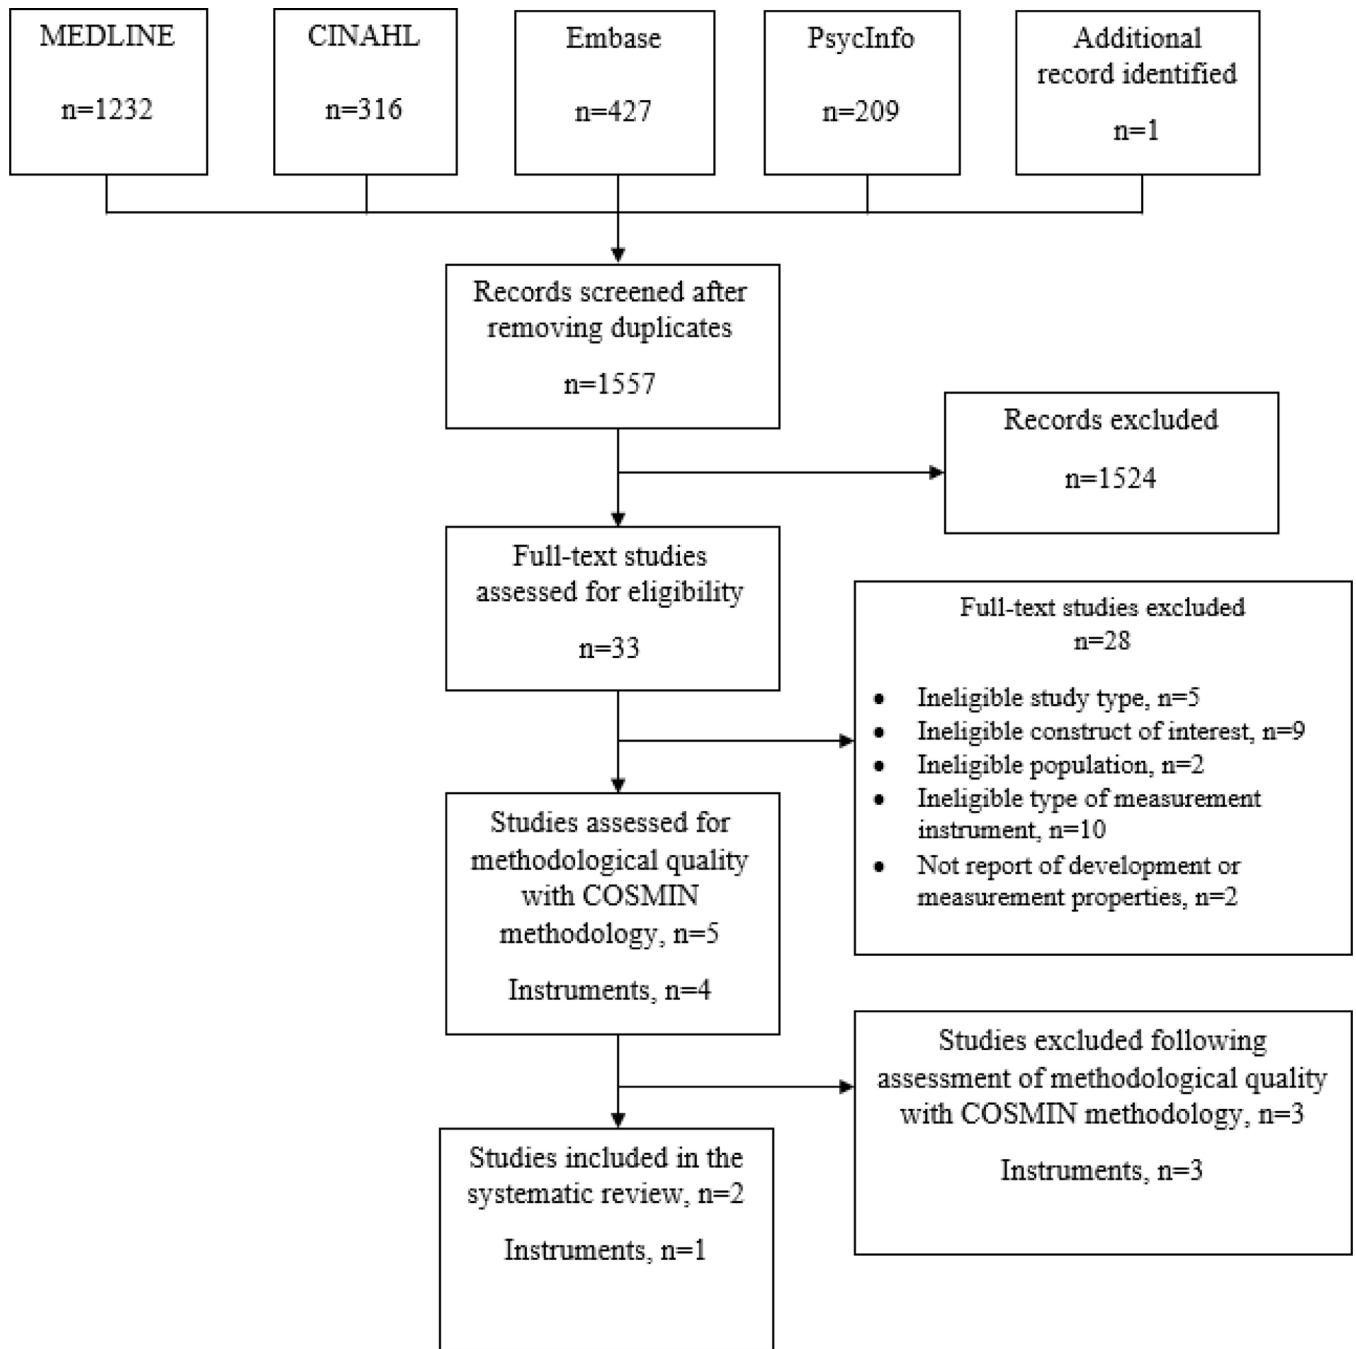 MEDLINE
n=1232
CINAHL
n=316
Embase
n=427
PsycInfo
n=209
Additional
record identified
n=1
Records screened after
removing duplicates
n=1557
Records excluded
n=1524
Full-text studies
assessed for eligibility
n=33
Full-text studies excluded
n=28
• Ineligible study type, n=5
• Ineligible construct of interest, n=9
• Ineligible population, n=2
• Ineligible type of measurement
instrument, n=10
• Not report of development or
measurement properties, n=2
Studies assessed for
methodological quality
with COSMIN
methodology, n=5
Instruments, n=4
Studies excluded following
assessment of methodological quality
with COSMIN methodology, n=3
Instruments, n=3
Studies included in the
systematic review, n=2
Instruments, n=1